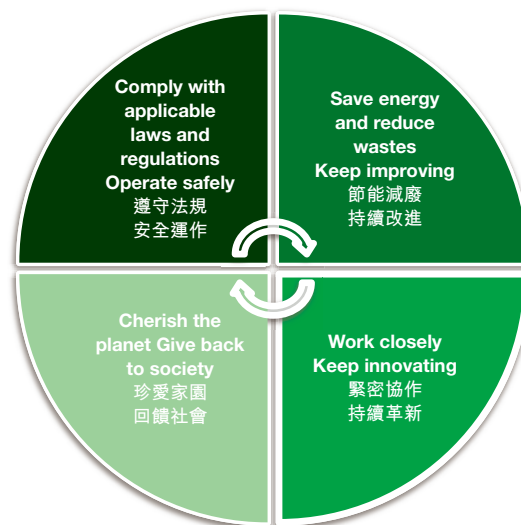 Comply with
applicable
laws and
regulations
Operate safely
遵守法規
安全運作
Save energy
and reduce
wastes
Keep improving
節能減廢
持續改進
Cherish the
planet Give back
to society
珍愛家園
回饋社會
Work closely
Keep innovating
緊密協作
持續革新